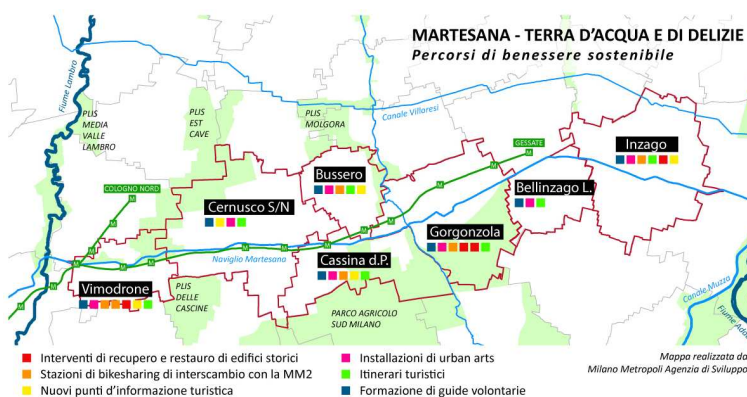 MARTESANA - TERRA D'ACQUA E DI DELIZIE
Percorsi di benessere sostenibile
Fiume Lambro
PLIS
MEDIA
VALLE
LAMBRO
PLIS
EST
CAVE
PLIS
MOLGORA
Canale Villoresi
GESSATE
Inzago
COLOGNO NORD
Bussero
Bellinzago L.
Cernusco S/N
Gorgonzola
Naviglio Martesana
Cassina d.P.
Vimodrone
PLIS
DELLE
CASCINE
PARCO AGRICOLO
SUD MILANO
Canale Muzza
Fiume Adda
M M M M M M M M M M M M M M
Interventi di recupero e restauro di edifici storici
Stazioni di bikesharing di interscambio con la MM2
Nuovi punti d'informazione turistica
Installazioni di urban arts
Itinerari turistici
Formazione di guide volontarie
Mappa realizzata da
Milano Metropoli Agenzia di Sviluppo